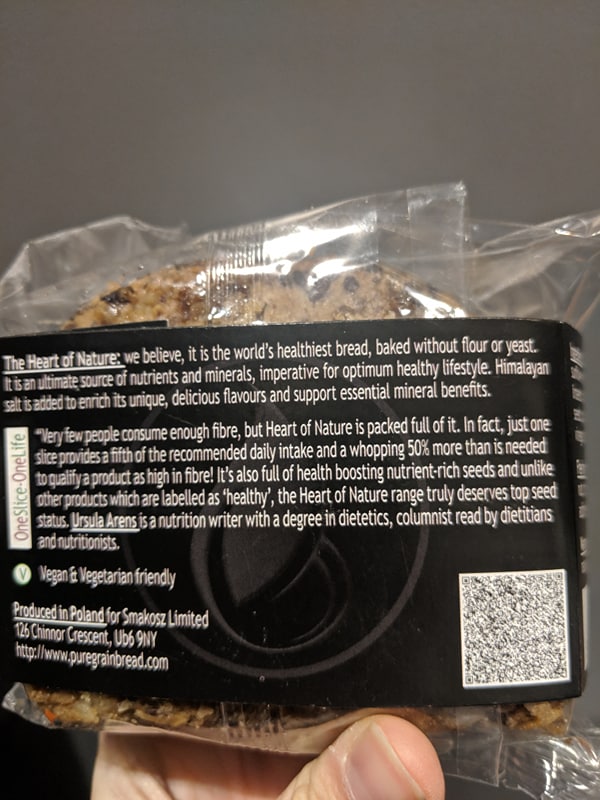 The Heart of Nature: we believe, it is the world's healthiest bread, baked without flour or yeast.
It is an ultimate source of nutrients and minerals, imperative for optimum healthy lifestyle. Himalayan
salt is added to enrich its unique, delicious flavours and support essential mineral benefits.
OneSlice-OneLife
"Very few people consume enough fibre, but Heart of Nature is packed full of it. In fact, just one
slice provides a fifth of the recommended daily intake and a whopping 50% more than is needed
to qualify a product as high in fibre! It's also full of health boosting nutrient-rich seeds and unlike
other products which are labelled as 'healthy', the Heart of Nature range truly deserves top seed
status. Ursula Arens is a nutrition writer with a degree in dietetics, columnist read by dietitians
and nutritionists.
V Vegan & Vegetarian friendly
Produced in Poland for Smakosz Limited
126 Chinnor Crescent, Ub6 9NY
http://www.puregrainbread.com